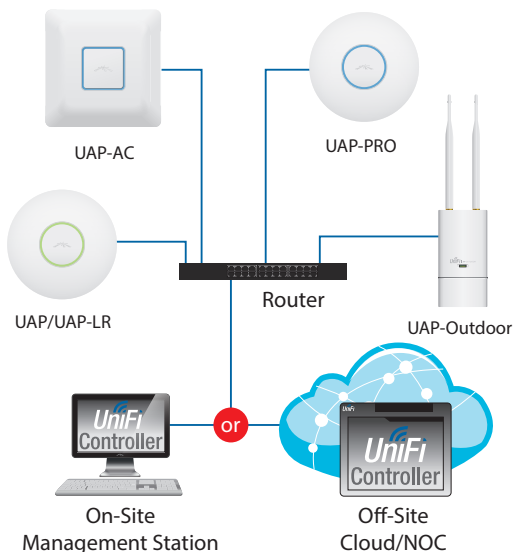 UAP-AC
UAP-PRO
UAP/UAP-LR
Router
UAP-Outdoor
UniFi
Controller
or
UniFi
UniFi
Controller
On-Site
Management Station
Off-Site
Cloud/NOC